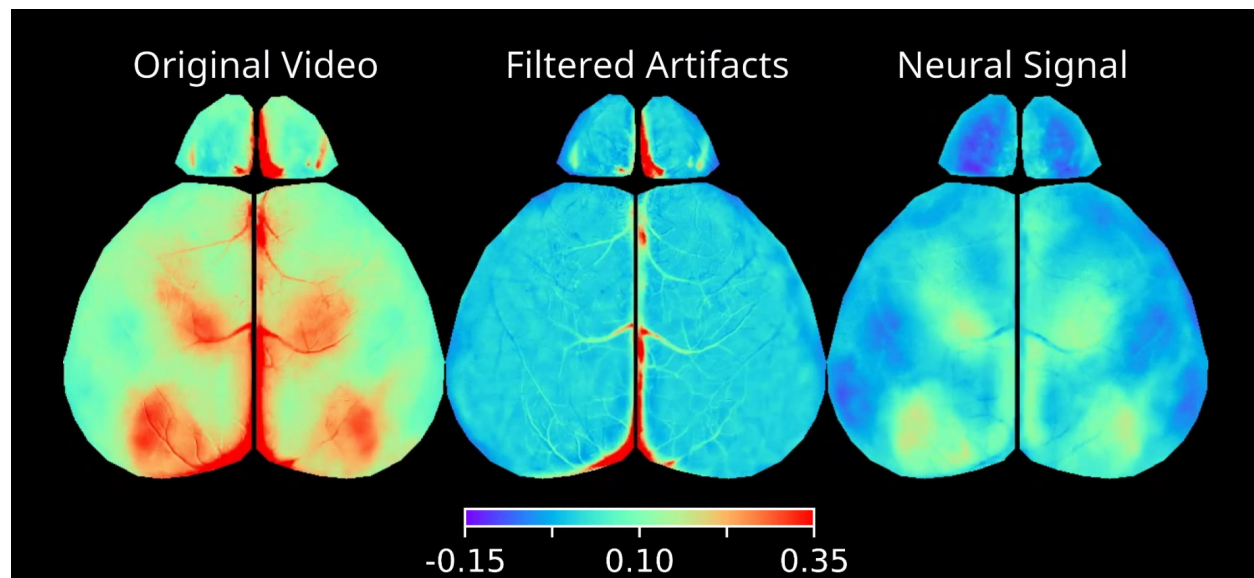 Original Video
Filtered Artifacts
Neural Signal
-0.15
0.10
0.35